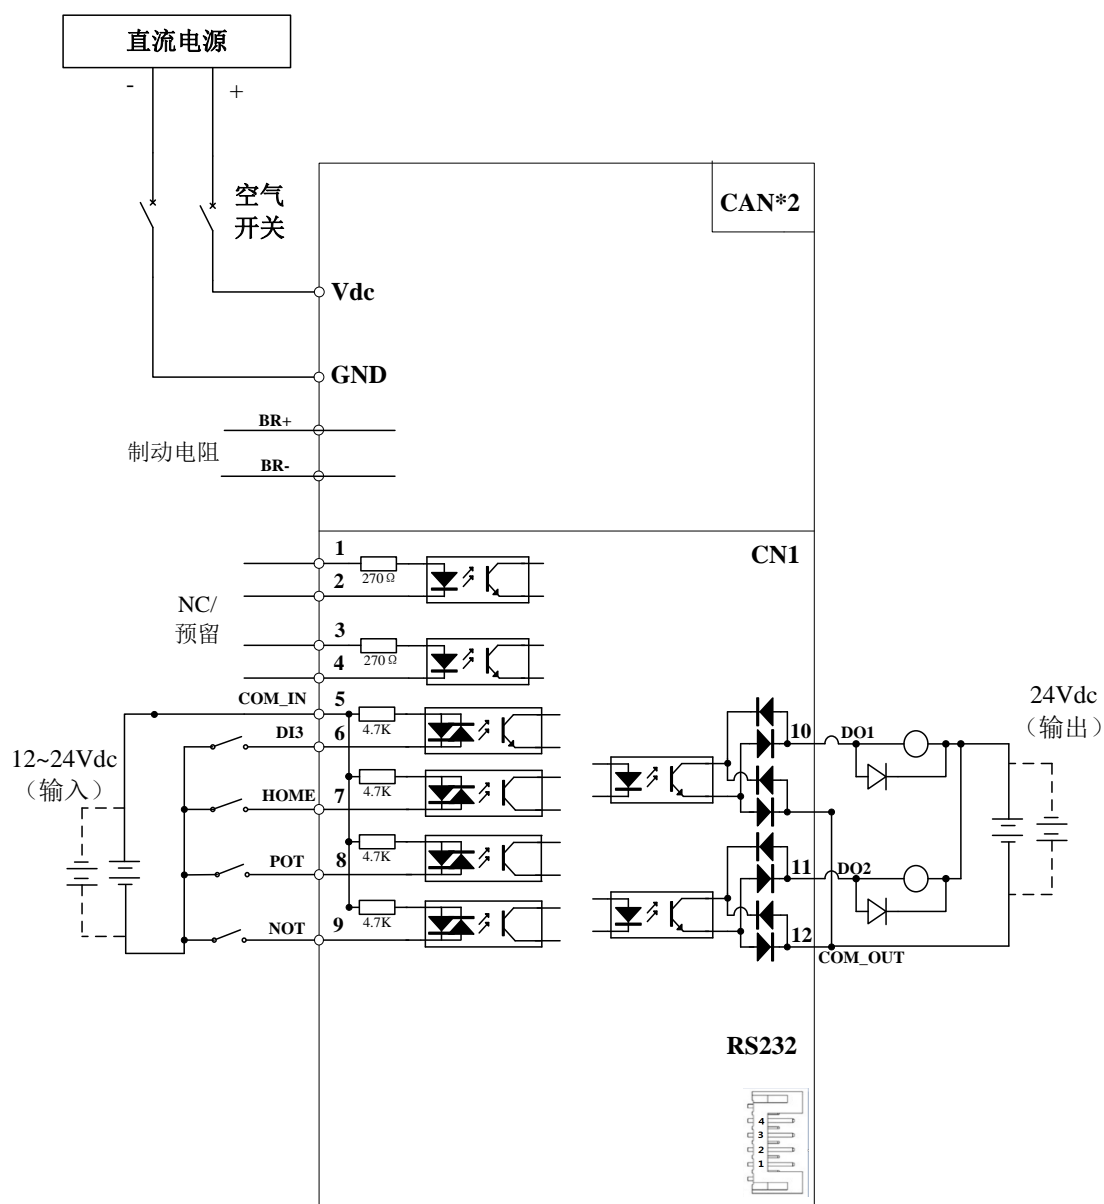 直流电源
-
+
空气
开关
CAN*2
Vdc
GND
BR+
制动电阻
BR-
CN1
1
270Ω
2
NC/
预留
3
270Ω
4
COM_IN
5
4.7K
DI3
6
12~24Vdc
（输入）
HOME
7
4.7K
POT
8
4.7K
NOT
9
4.7K
10
DO1
24Vdc
（输出）
11
DO2
12
COM_OUT
RS232
4
3
2
1